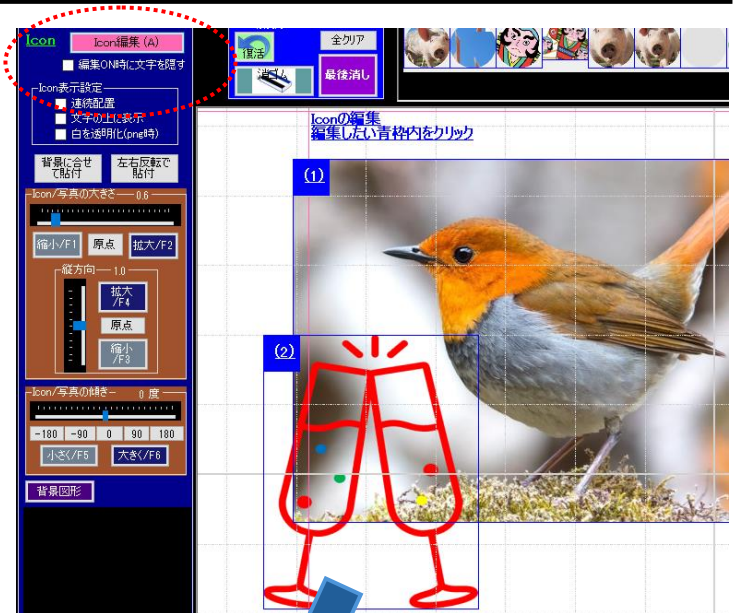 Icon
Icon編集(A)
編集ON時に文字を隠す
Icon表示設定
連続配置
文字の上に表示
白を透明化(png時)
背景に合せ
て貼付
左右反転で
貼付
Icon/写真の大きさ 0.6
縮小/F1
原点
拡大/F2
縦方向 1.0
拡大
/F4
原点
縮小
/F3
Icon/写真の傾き 0 度
-180
-90
0
90
180
小さく/F5
大きく/F6
背景図形
復活
全クリア
最後消し
Iconの編集
編集したい青枠内をクリック
(1)
(2)